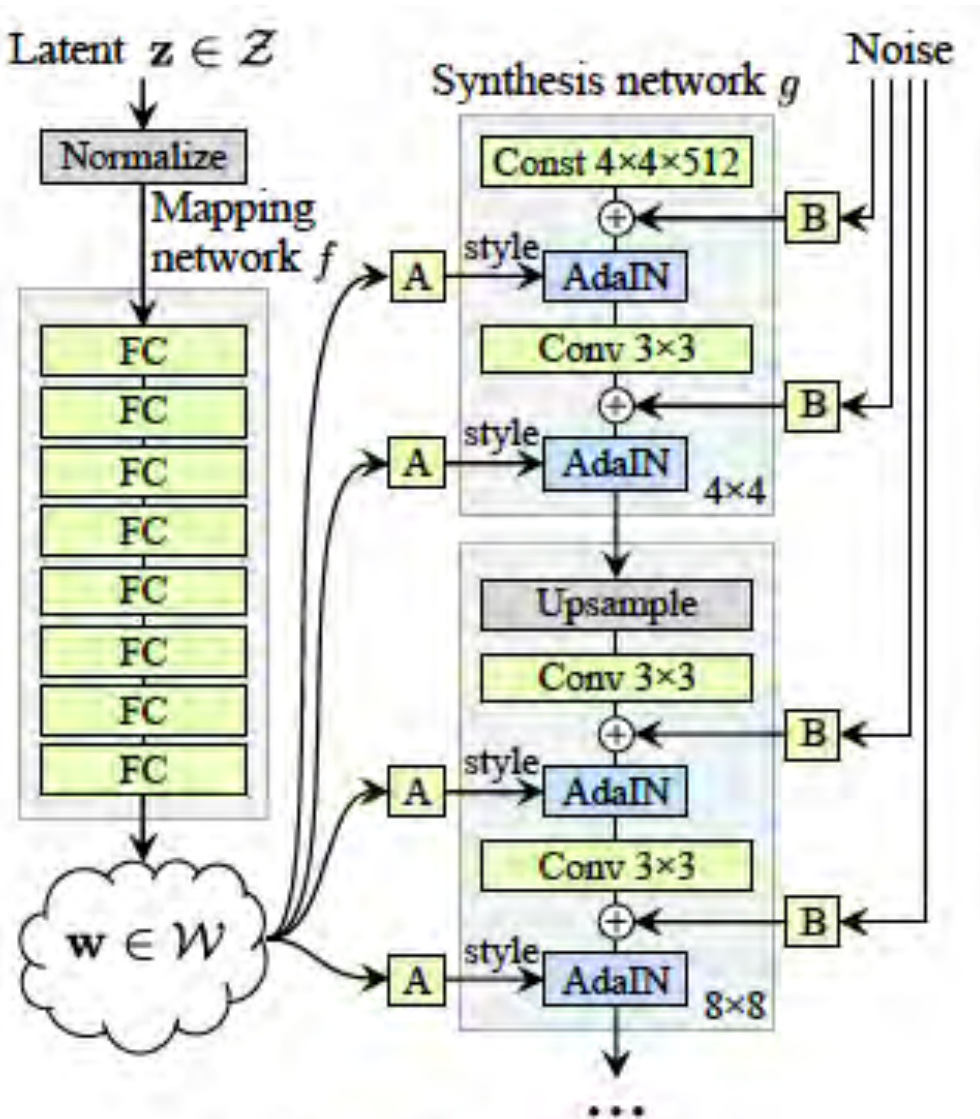 Latent z ∈ Z
Normalize
Mapping
network f
FC
FC
FC
FC
FC
FC
FC
FC
w ∈ W
Synthesis network g
Noise
Const 4×4×512
B
A
style
AdaIN
Conv 3×3
B
A
style
AdaIN
4×4
Upsample
Conv 3×3
B
A
style
AdaIN
Conv 3×3
B
A
style
AdaIN
8×8
...